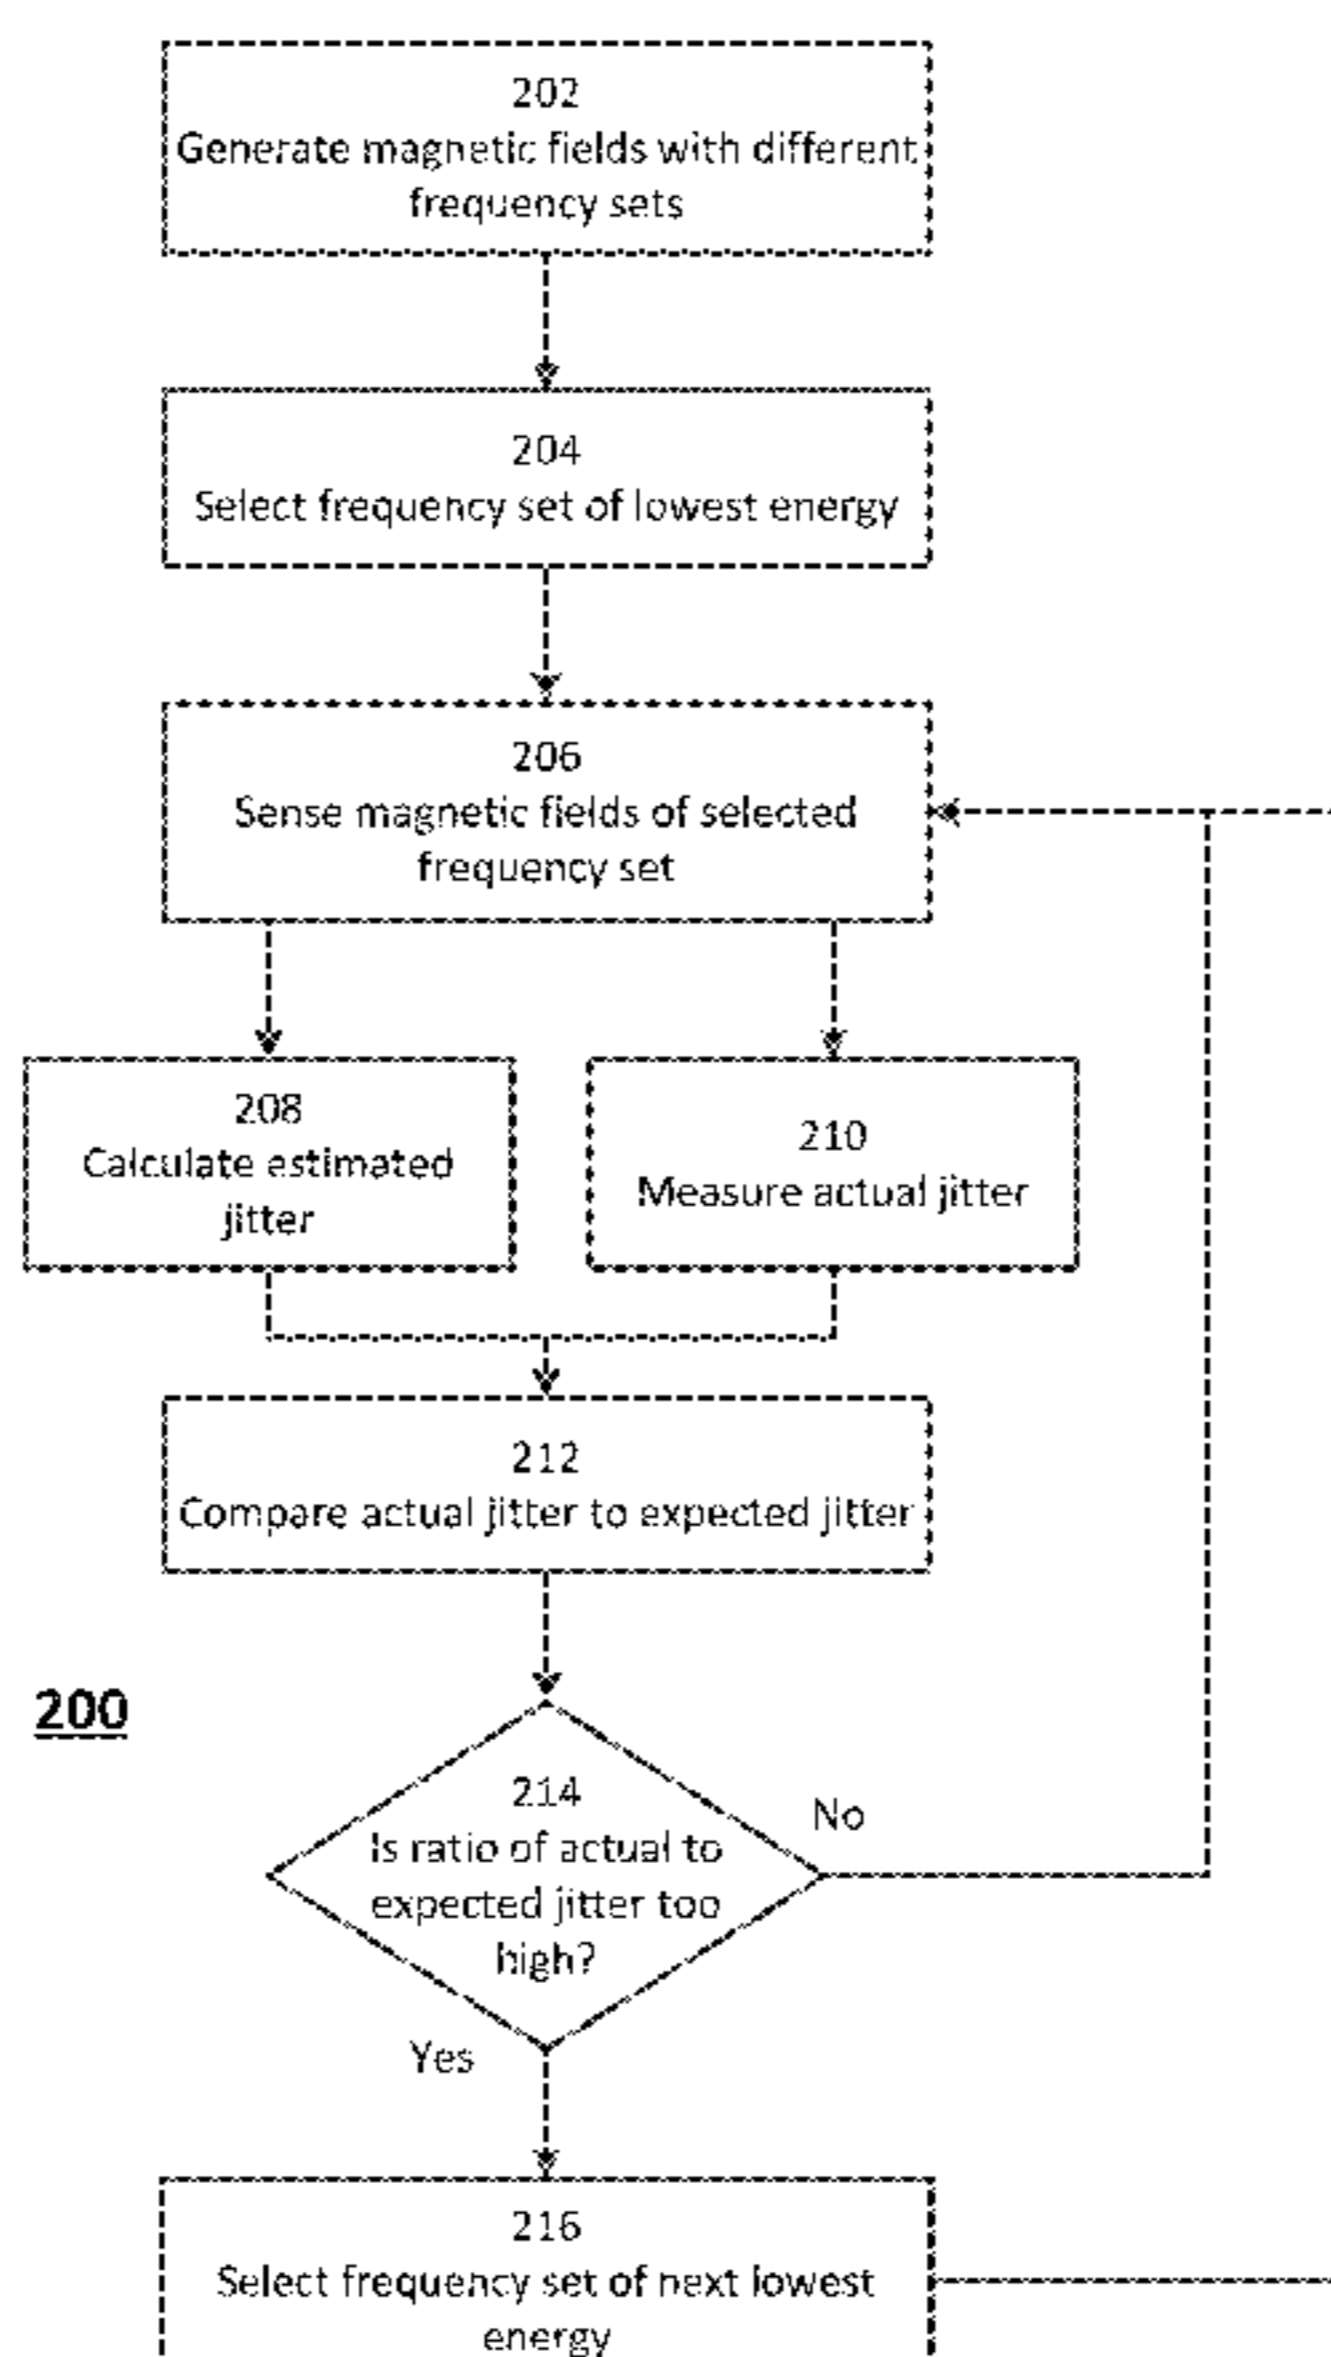 202
Generate magnetic fields with different
frequency sets
204
Select frequency set of lowest energy
206
Sense magnetic fields of selected
frequency set
208
Calculate estimated
jitter
210
Measure actual jitter
212
Compare actual jitter to expected jitter
200
214
Is ratio of actual to
expected jitter too
high?
No
Yes
216
Select frequency set of next lowest
energy